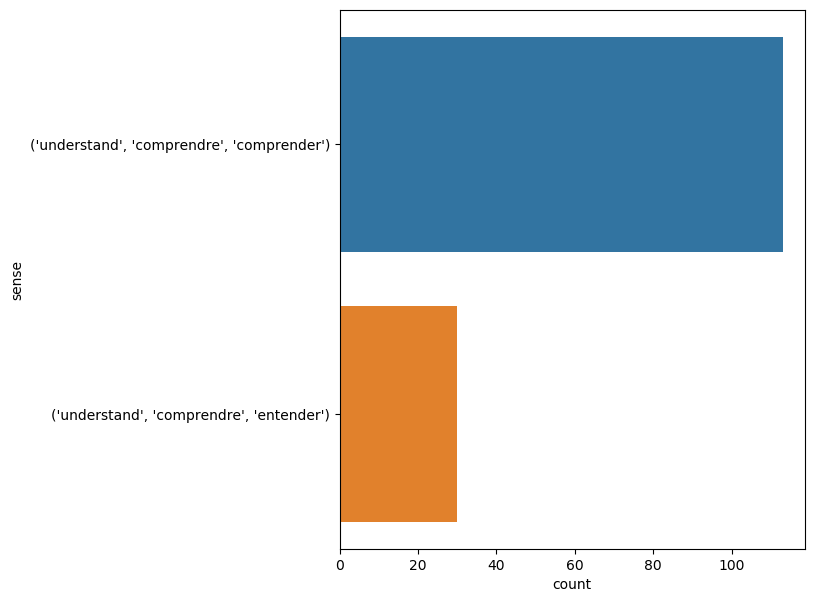 ('understand', 'comprendre', 'comprender')
sense
('understand', 'comprendre', 'entender')
0 20 40 60 80 100
count